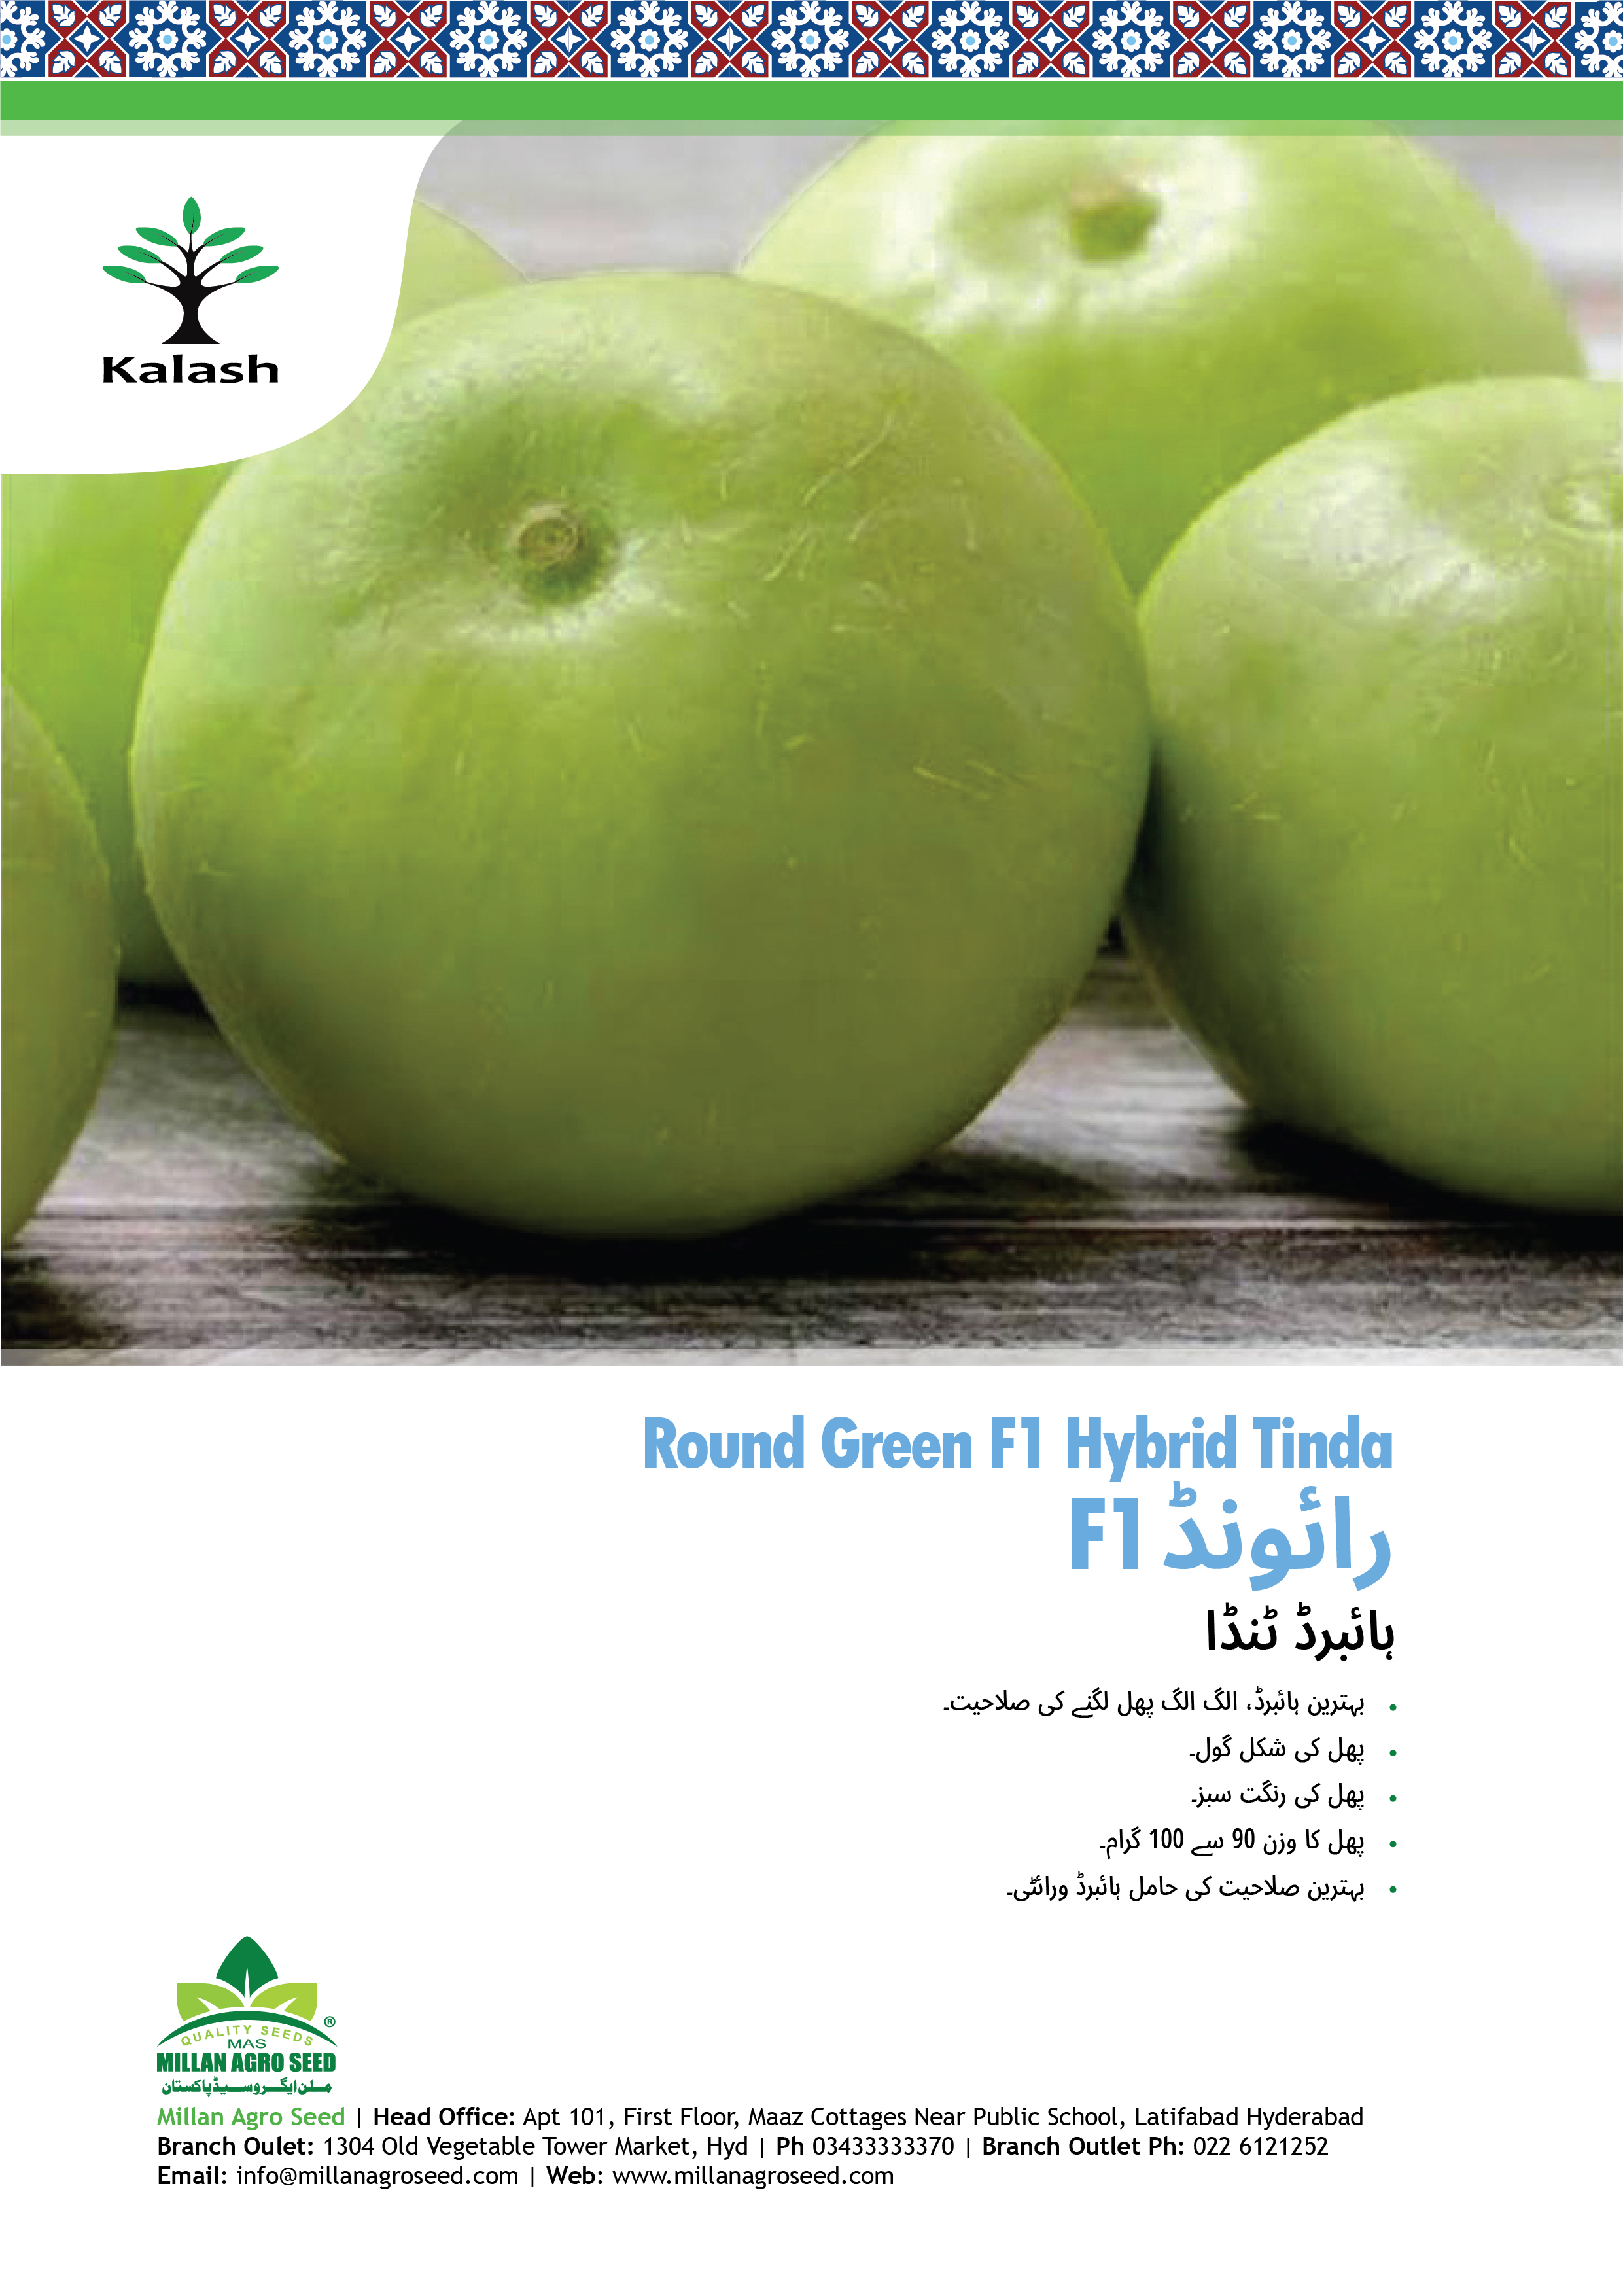 Kalash
Round Green F1 Hybrid Tinda
رائونڈ F1
ہائبرڈ ٹنڈا
• بہترین ہائبرڈ، الگ الگ پھل لگنے کی صلاحیت۔
• پھل کی شکل گول۔
• پھل کی رنگت سبز۔
• پھل کا وزن 90 سے 100 گرام۔
• بہترین صلاحیت کی حامل ہائبرڈ ورائٹی۔
QUALITY SEEDS ®
MAS
MILLAN AGRO SEED
ملن ایگرو سیڈ پاکستان
Millan Agro Seed | Head Office: Apt 101, First Floor, Maaz Cottages Near Public School, Latifabad Hyderabad
Branch Oulet: 1304 Old Vegetable Tower Market, Hyd | Ph 03433333370 | Branch Outlet Ph: 022 6121252
Email: info@millanagroseed.com | Web: www.millanagroseed.com